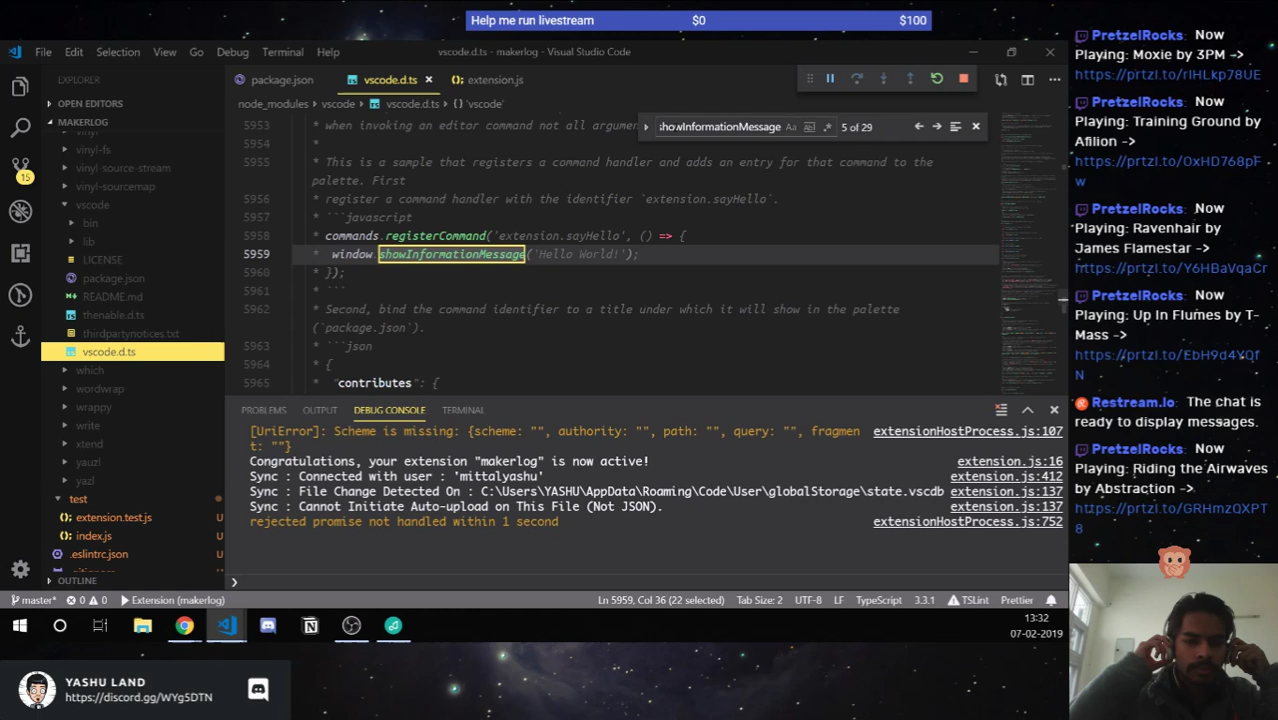 Help me run livestream $0 $100
File Edit Selection View Go Debug Terminal Help
vscode.d.ts - makerlog - Visual Studio Code
EXPLORER
OPEN EDITORS
MAKERLOG
vinyl-fs
vinyl-source-stream
vinyl-sourcemap
vscode
bin
lib
LICENSE
package.json
README.md
thenable.d.ts
thirdpartynotices.txt
vscode.d.ts
which
wordwrap
wrappy
write
xtend
yauzl
yazl
test
extension.test.js
index.js
.eslintrc.json
OUTLINE
15
package.json vscode.d.ts extension.js
node_modules › vscode › vscode.d.ts › {} 'vscode'
showInformationMessage Aa Abl .* 5 of 29
5953 * when invoking an editor command not all argumen
5954 *
5955 * This is a sample that registers a command handler and adds an entry for that command to the
palette. First
5956 * register a command handler with the identifier `extension.sayHello`.
5957 * ```javascript
5958 * commands.registerCommand('extension.sayHello', () => {
5959 * window.showInformationMessage('Hello World!');
5960 * });
5961 * ```
5962 * Second, bind the command identifier to a title under which it will show in the palette
(`package.json`).
5963 * ```json
5964 * {
5965 * "contributes": {
PROBLEMS OUTPUT DEBUG CONSOLE TERMINAL
[UriError]: Scheme is missing: {scheme: "", authority: "", path: "", query: "", fragmen extensionHostProcess.js:107
t: ""}
Congratulations, your extension "makerlog" is now active! extension.js:16
Sync : Connected with user : 'mittalyashu' extension.js:412
Sync : File Change Detected On : C:\Users\YASHU\AppData\Roaming\Code\User\globalStorage\state.vscdb extension.js:137
Sync : Cannot Initiate Auto-upload on This File (Not JSON). extension.js:137
rejected promise not handled within 1 second extensionHostProcess.js:752
master* 0 0 Extension (makerlog) Ln 5959, Col 36 (22 selected) Tab Size: 2 UTF-8 LF TypeScript 3.3.1 TSLint Prettier
13:32
07-02-2019
YASHU LAND
https://discord.gg/WYg5DTN
PretzelRocks: Now
Playing: Moxie by 3PM ->
https://prtzl.to/rIHLkp78UE
PretzelRocks: Now
Playing: Training Ground by
Afilion ->
https://prtzl.to/OxHD768pF
w
PretzelRocks: Now
Playing: Ravenhair by
James Flamestar ->
https://prtzl.to/Y6HBaVqaCr
PretzelRocks: Now
Playing: Up In Flumes by T-
Mass ->
https://prtzl.to/EbH9d4YQf
N
Restream.io: The chat is
ready to display messages.
PretzelRocks: Now
Playing: Riding the Airwaves
by Abstraction ->
https://prtzl.to/GRHmzQXPT
8